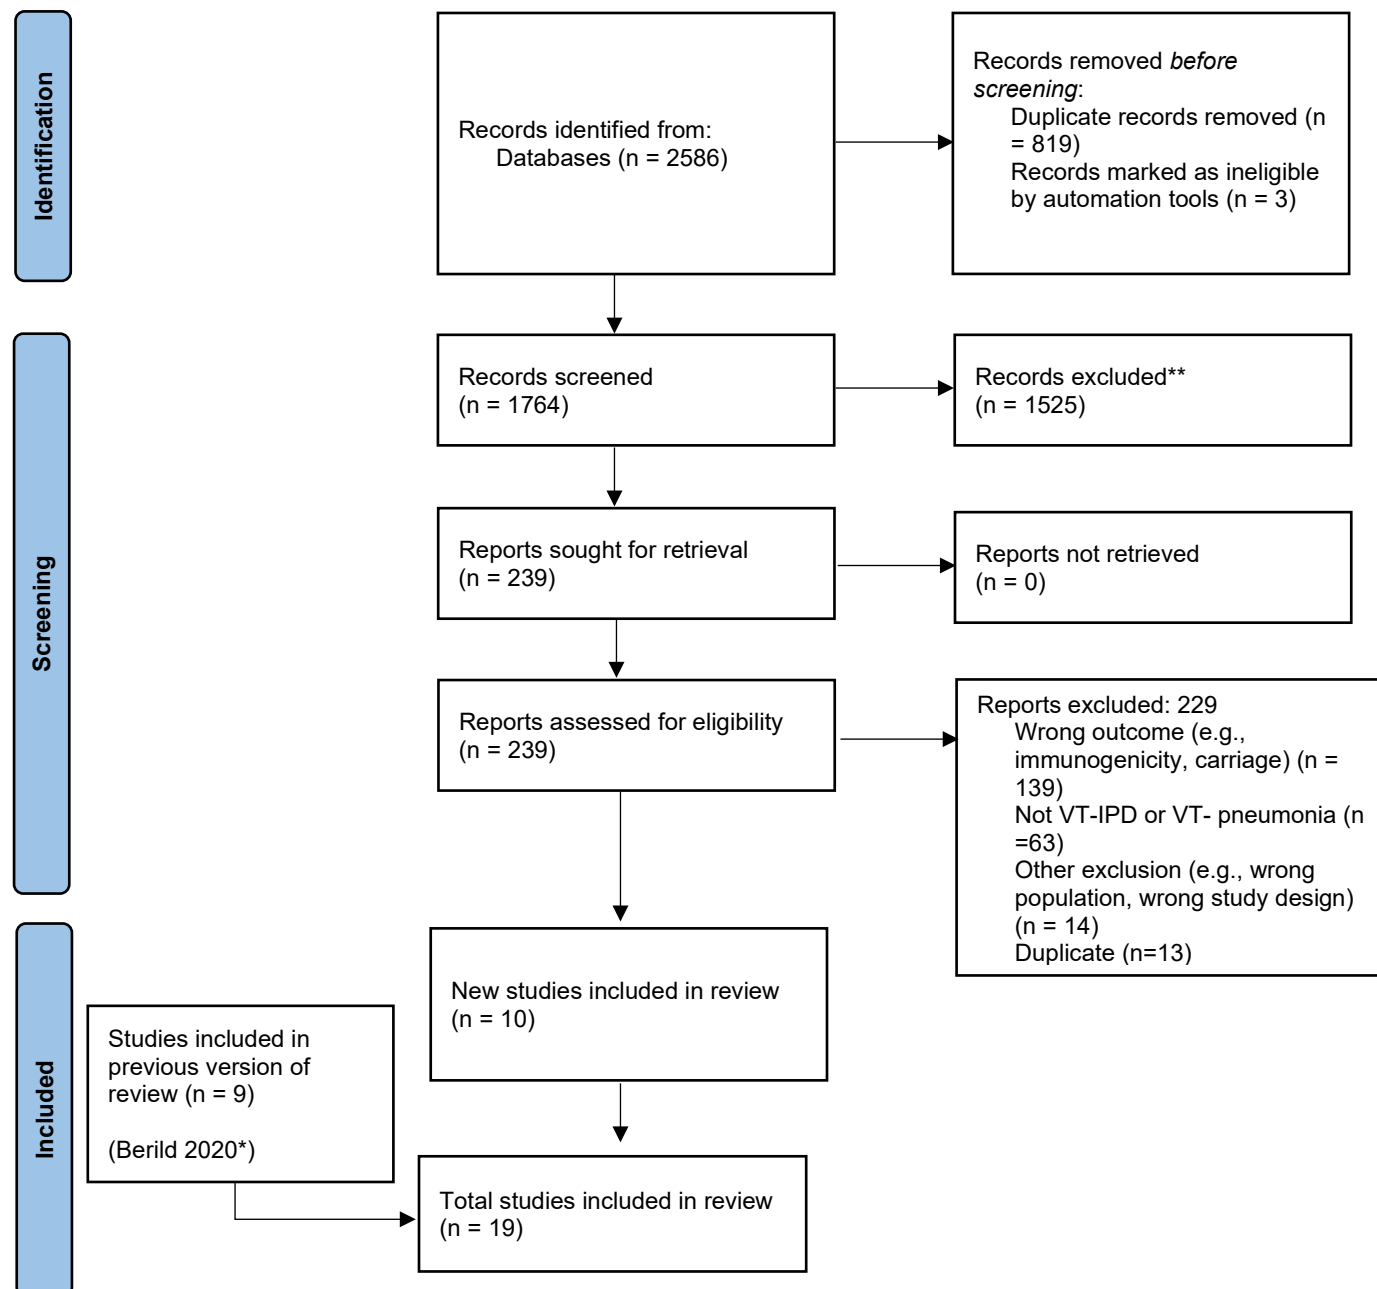 Identification
Records identified from:
Databases (n = 2586)
Records removed before
screening:
Duplicate records removed (n
= 819)
Records marked as ineligible
by automation tools (n = 3)
Screening
Records screened
(n = 1764)
Records excluded**
(n = 1525)
Reports sought for retrieval
(n = 239)
Reports not retrieved
(n = 0)
Reports assessed for eligibility
(n = 239)
Reports excluded: 229
Wrong outcome (e.g.,
immunogenicity, carriage) (n =
139)
Not VT-IPD or VT- pneumonia (n
=63)
Other exclusion (e.g., wrong
population, wrong study design)
(n = 14)
Duplicate (n=13)
Included
New studies included in review
(n = 10)
Studies included in
previous version of
review (n = 9)
(Berild 2020*)
Total studies included in review
(n = 19)